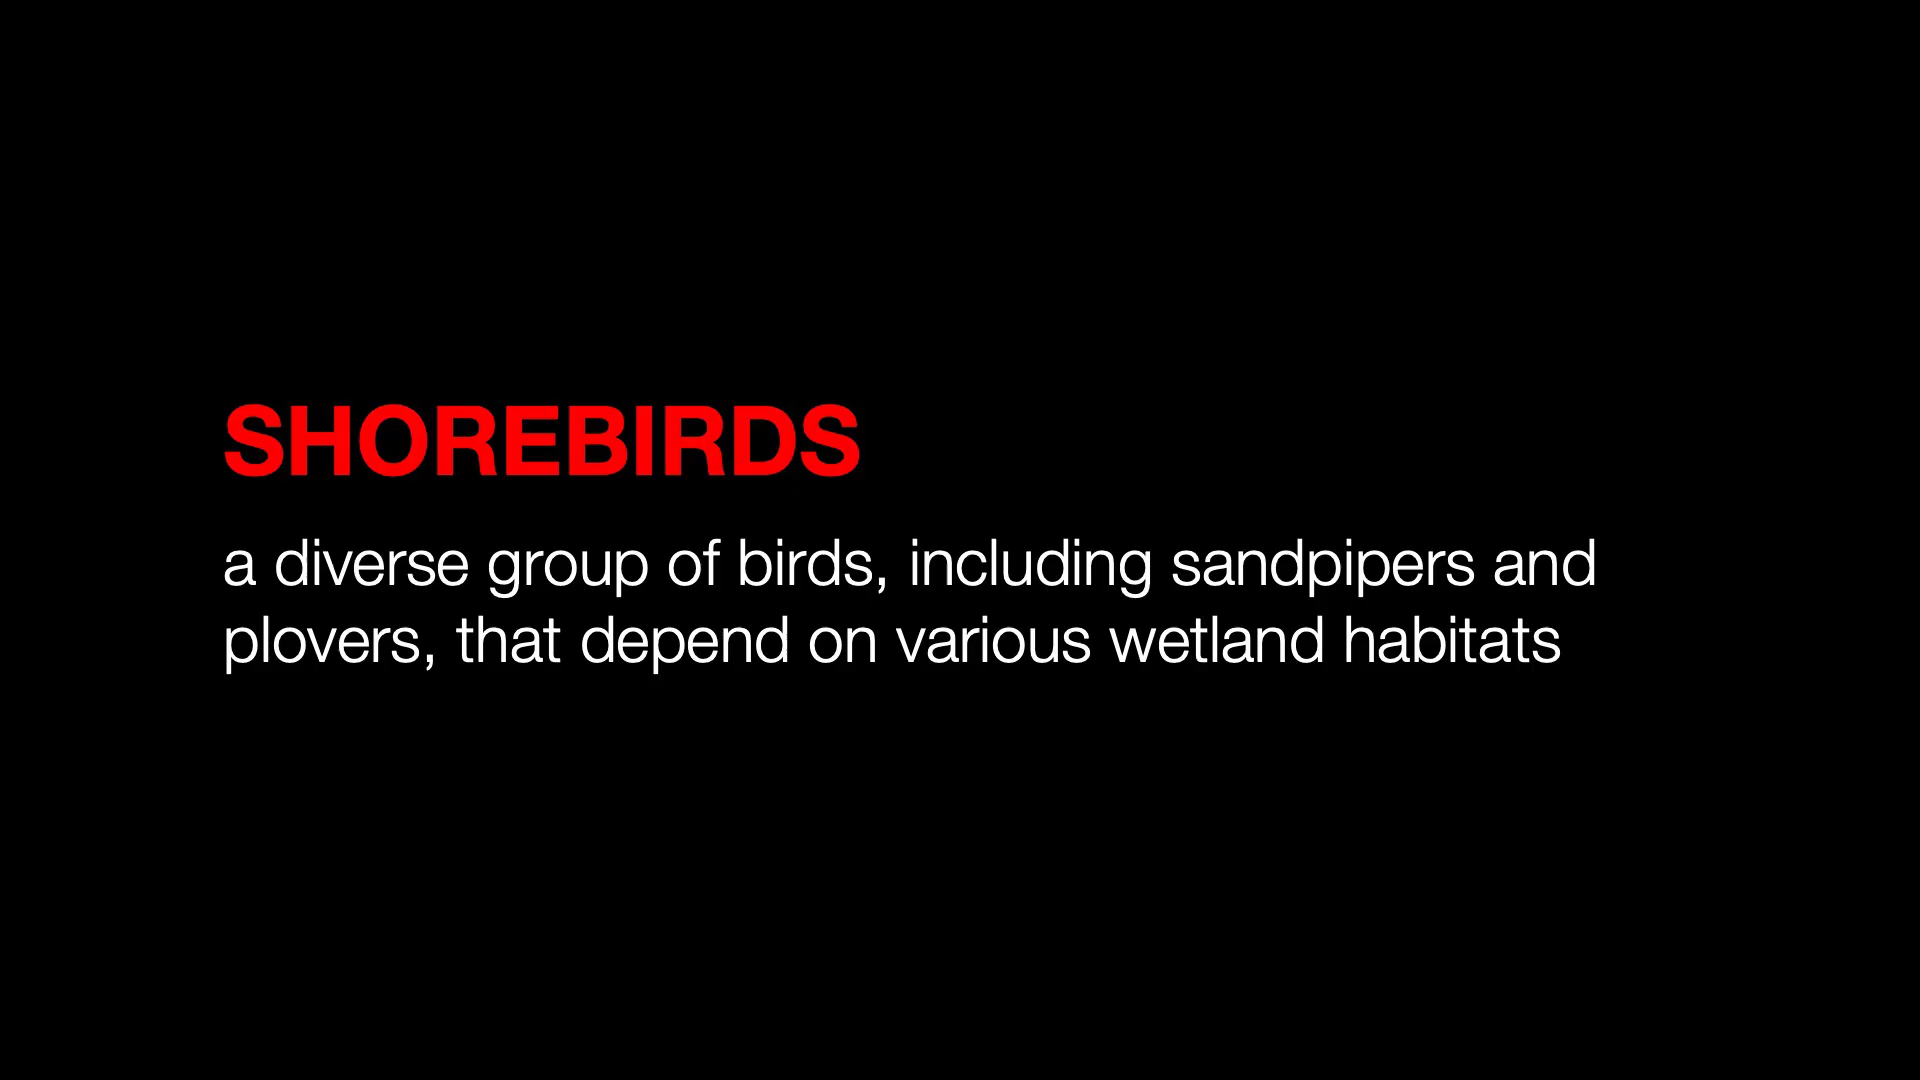 SHOREBIRDS
a diverse group of birds, including sandpipers and
plovers, that depend on various wetland habitats